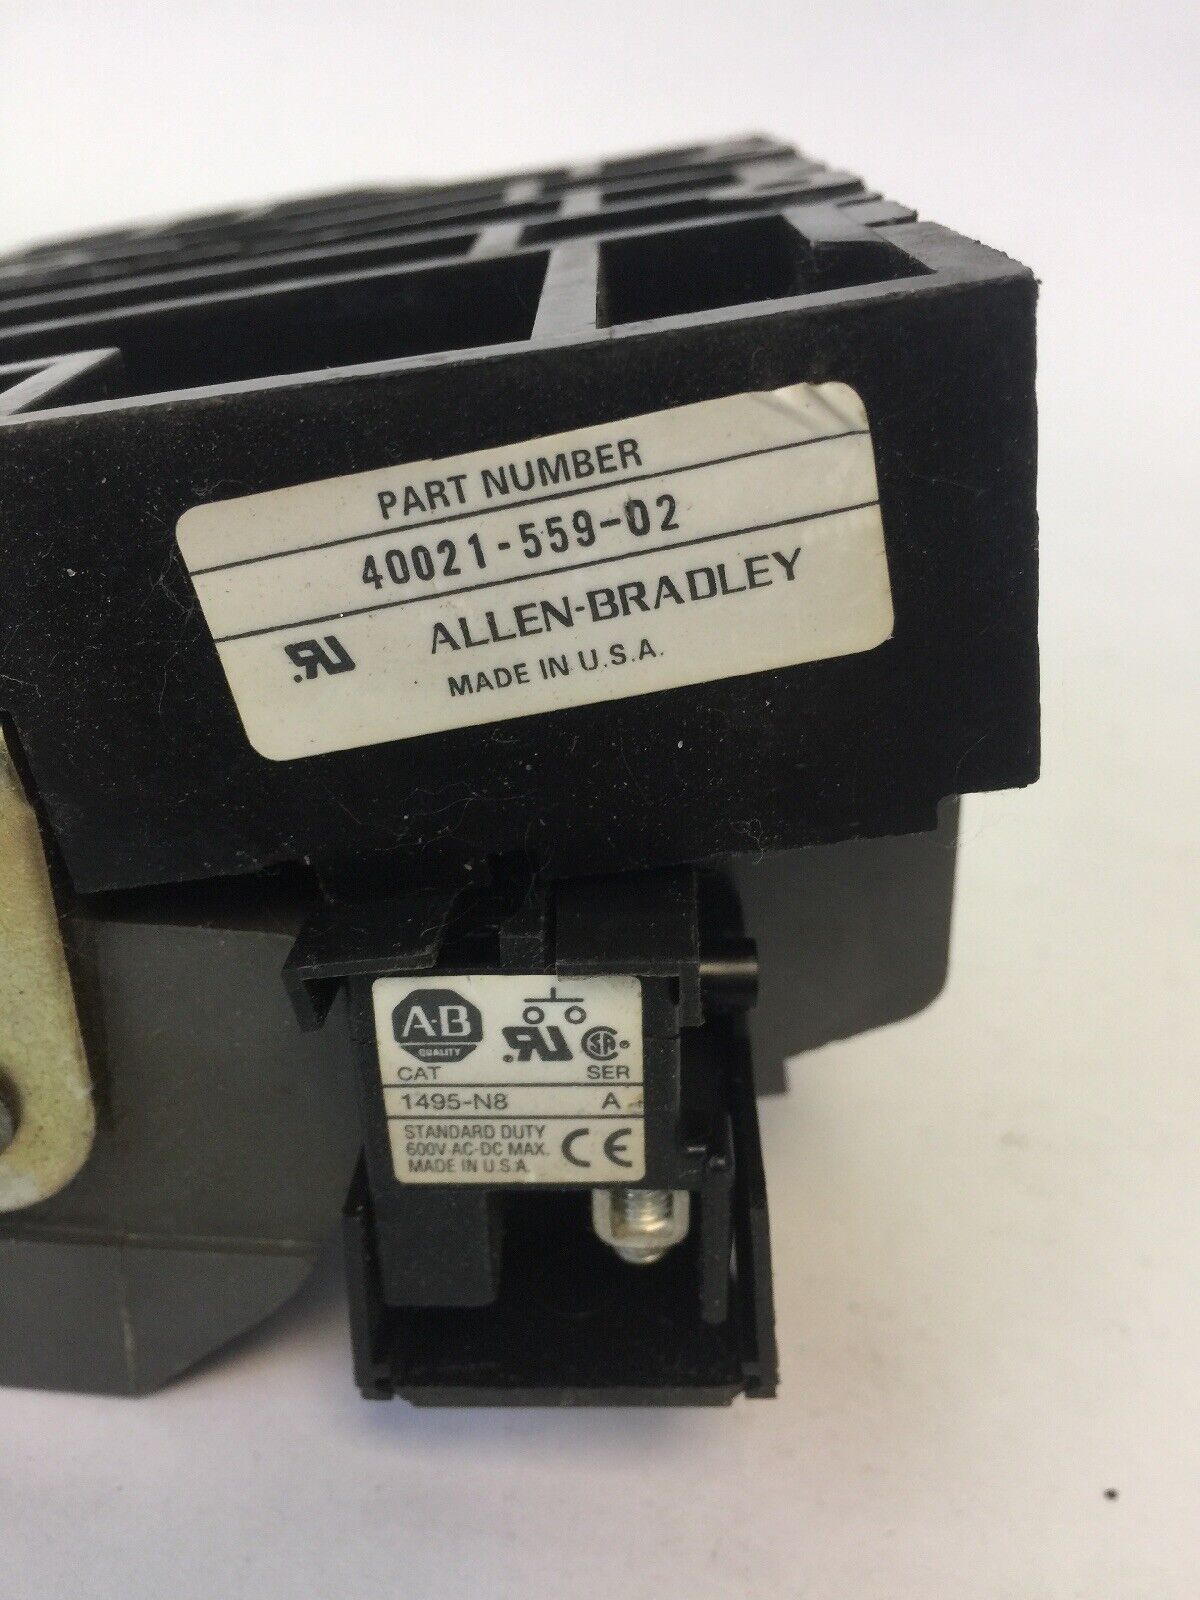 PART NUMBER
40021-559-02
ALLEN-BRADLEY
MADE IN U.S.A.
A-B
QUALITY
CAT SER
1495-N8 A
STANDARD DUTY
600V AC-DC MAX.
MADE IN U.S.A.
CE